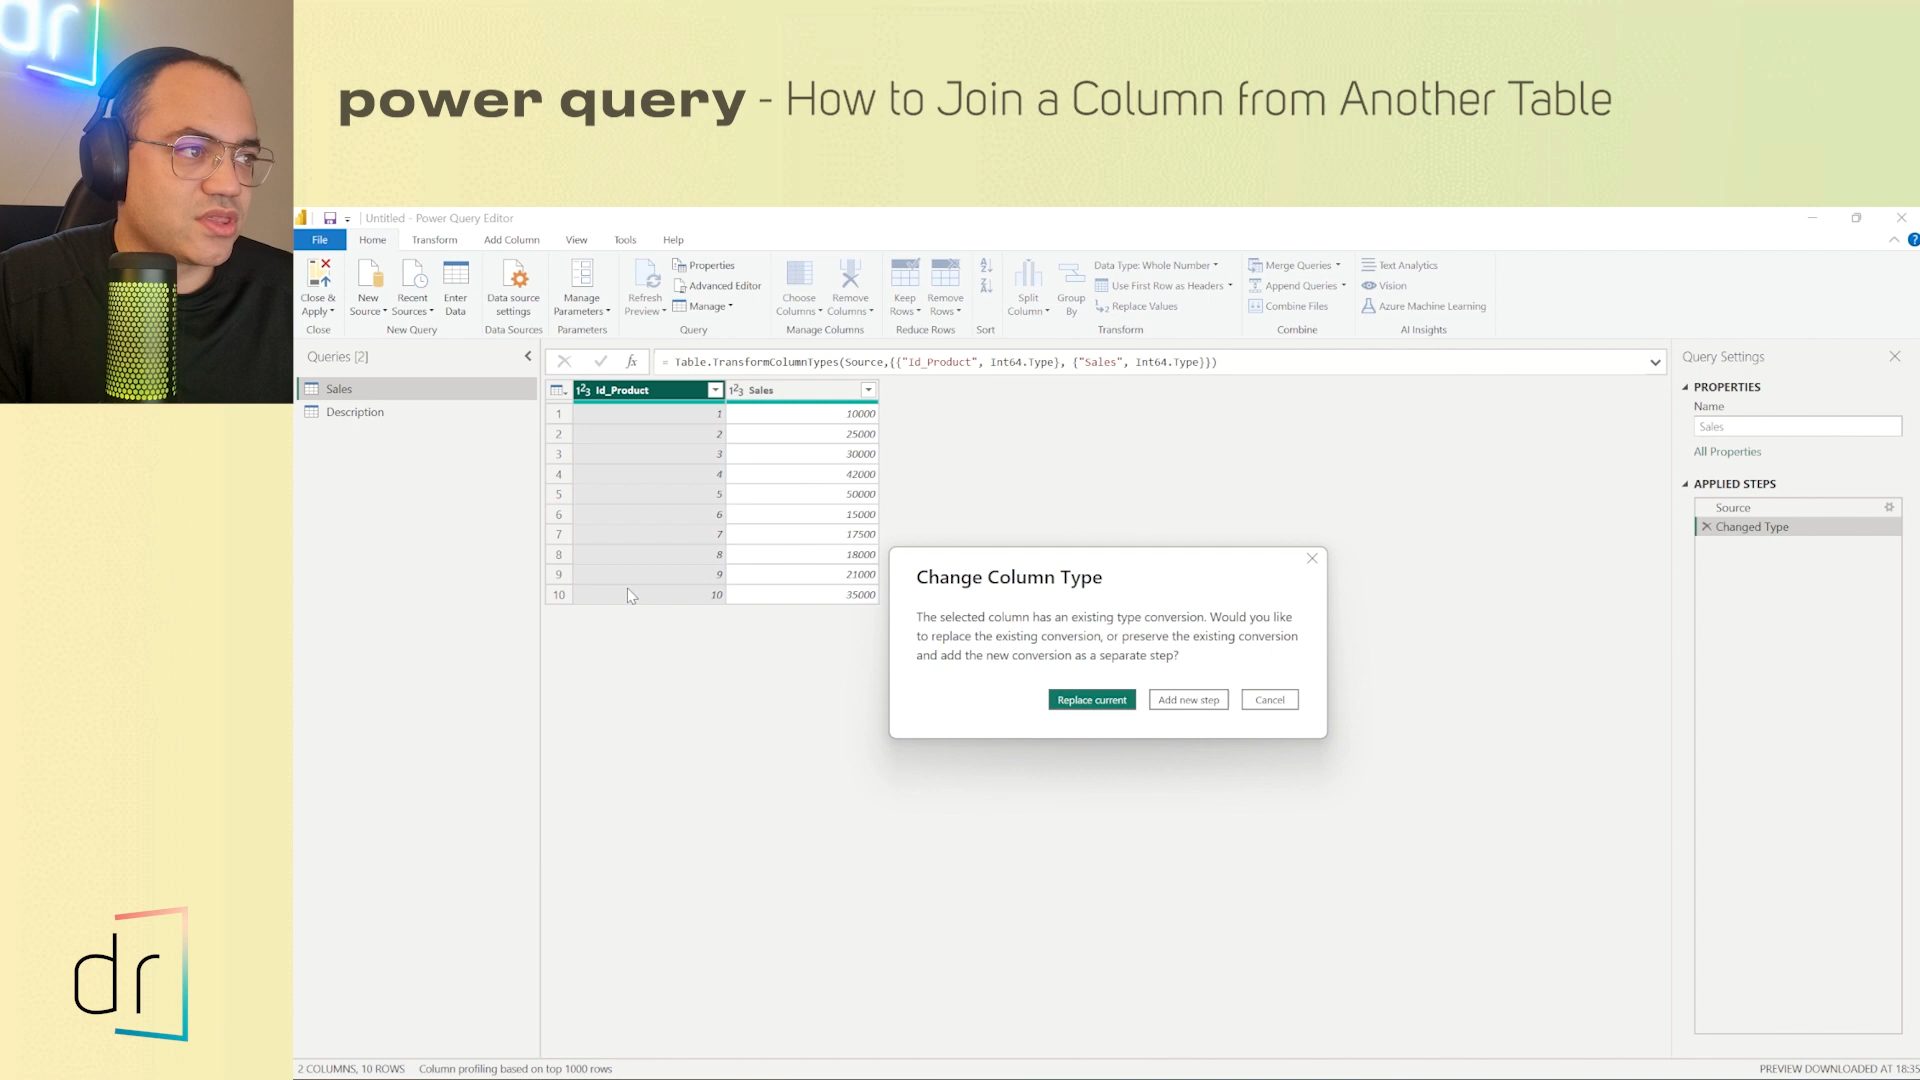 dr
power query - How to Join a Column from Another Table
Untitled - Power Query Editor
File Home Transform Add Column View Tools Help
Close & Apply
New Source
Recent Sources
Enter Data
Data source settings
Manage Parameters
Refresh Preview
Properties
Advanced Editor
Manage
Choose Columns
Remove Columns
Keep Rows
Remove Rows
Split Column
Group By
Data Type: Whole Number
Use First Row as Headers
Replace Values
Merge Queries
Append Queries
Combine Files
Text Analytics
Vision
Azure Machine Learning
Close New Query Data Sources Parameters Query Manage Columns Reduce Rows Sort Transform Combine AI Insights
Queries [2]
Sales
Description
fx = Table.TransformColumnTypes(Source,{{"Id_Product", Int64.Type}, {"Sales", Int64.Type}})
Id_Product Sales
1 1 10000
2 2 25000
3 3 30000
4 4 42000
5 5 50000
6 6 15000
7 7 17500
8 8 18000
9 9 21000
10 10 35000
Change Column Type
The selected column has an existing type conversion. Would you like
to replace the existing conversion, or preserve the existing conversion
and add the new conversion as a separate step?
Replace current Add new step Cancel
Query Settings
PROPERTIES
Name
Sales
All Properties
APPLIED STEPS
Source
Changed Type
dr
2 COLUMNS, 10 ROWS Column profiling based on top 1000 rows
PREVIEW DOWNLOADED AT 18:35